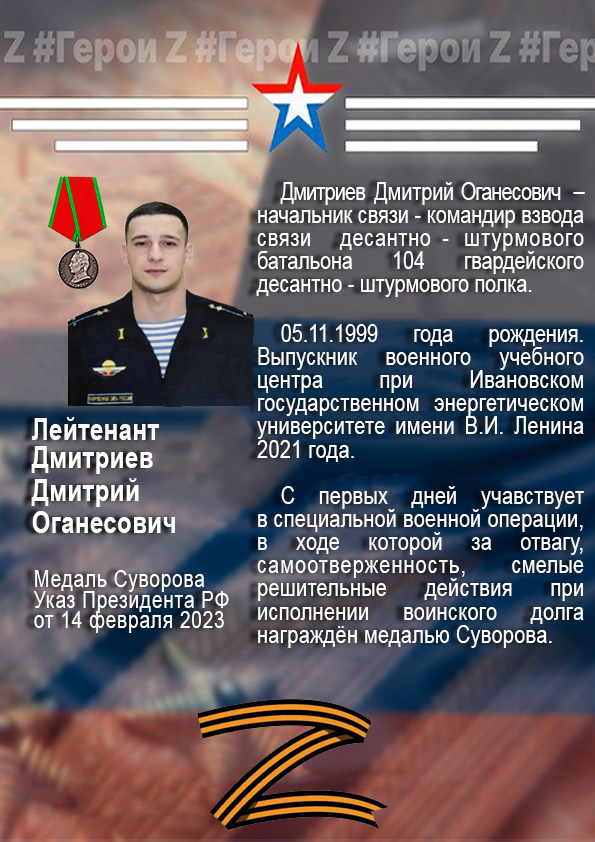 Z #Герои Z #Герои Z #Герои Z #Гер
Дмитриев Дмитрий Оганесович –
начальник связи - командир взвода
связи десантно - штурмового
батальона 104 гвардейского
десантно - штурмового полка.
05.11.1999 года рождения.
Выпускник военного учебного
центра при Ивановском
государственном энергетическом
университете имени В.И. Ленина
2021 года.
С первых дней учавствует
в специальной военной операции,
в ходе которой за отвагу,
самоотверженность, смелые
решительные действия при
исполнении воинского долга
награждён медалью Суворова.
Лейтенант
Дмитриев
Дмитрий
Оганесович
Медаль Суворова
Указ Президента РФ
от 14 февраля 2023